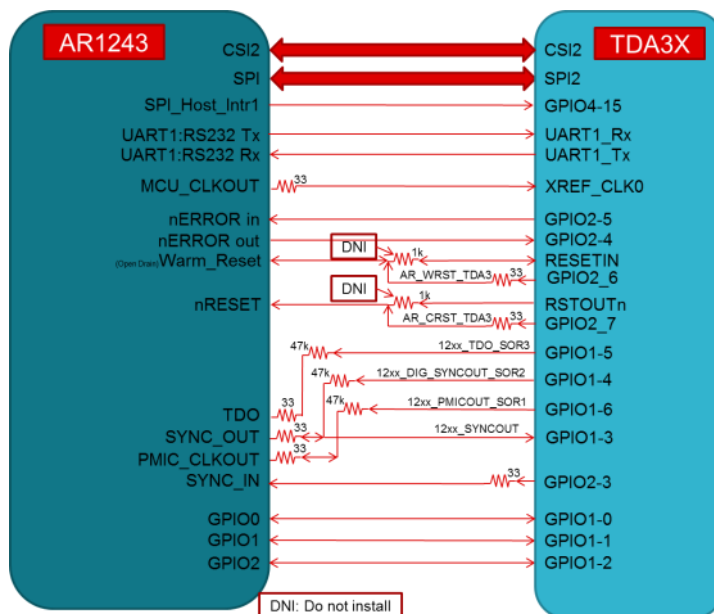 AR1243 TDA3X
CSI2 CSI2
SPI SPI2
SPI_Host_Intr1 GPIO4-15
UART1:RS232 Tx UART1_Rx
UART1:RS232 Rx UART1_Tx
MCU_CLKOUT 33 XREF_CLK0
nERROR in GPIO2-5
nERROR out DNI GPIO2-4
(Open Drain) Warm_Reset 1k RESETIN
AR_WRST_TDA3 33 GPIO2_6
DNI
nRESET 1k RSTOUTn
AR_CRST_TDA3 33 GPIO2_7
47k 12xx_TDO_SOR3 GPIO1-5
47k 12xx_DIG_SYNCOUT_SOR2 GPIO1-4
47k 12xx_PMICOUT_SOR1 GPIO1-6
TDO 33
SYNC_OUT 33 12xx_SYNCOUT GPIO1-3
PMIC_CLKOUT 33
SYNC_IN 33 GPIO2-3
GPIO0 GPIO1-0
GPIO1 GPIO1-1
GPIO2 GPIO1-2
DNI: Do not install